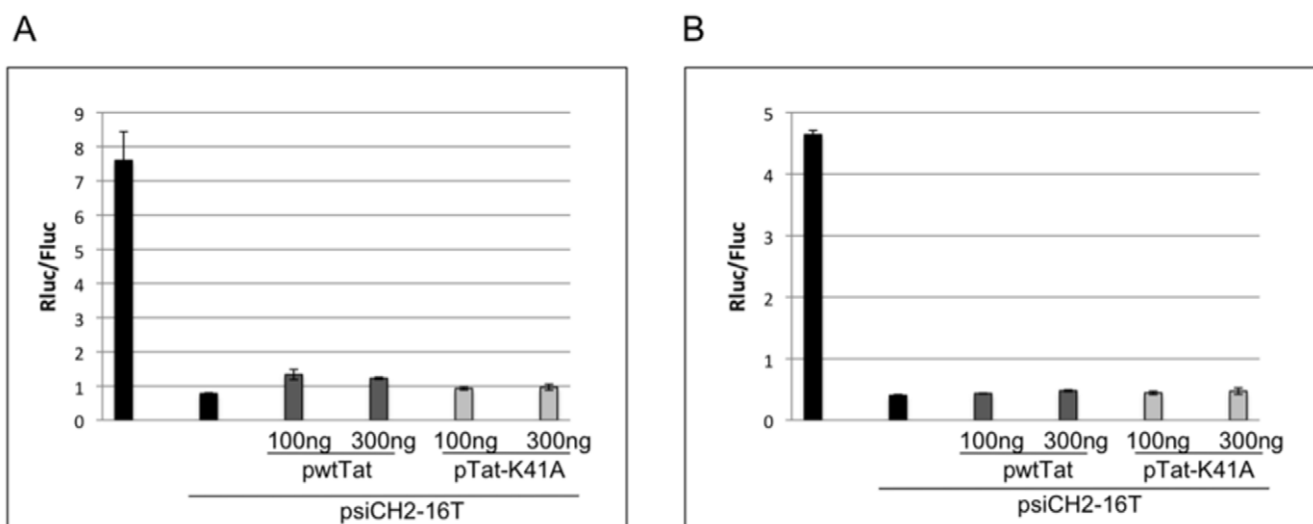 A
Rluc/Fluc
9
8
7
6
5
4
3
2
1
0
100ng 300ng 100ng 300ng
pwtTat pTat-K41A
psiCH2-16T
B
Rluc/Fluc
5
4
3
2
1
0
100ng 300ng 100ng 300ng
pwtTat pTat-K41A
psiCH2-16T